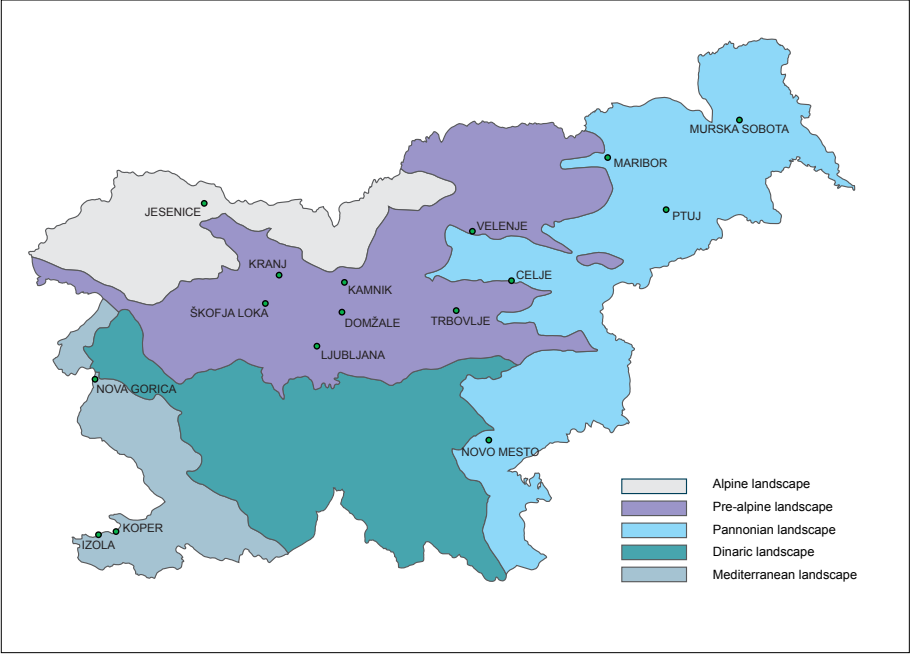 MURSKA SOBOTA
MARIBOR
JESENICE
PTUJ
VELENJE
KRANJ
CELJE
KAMNIK
ŠKOFJA LOKA
DOMŽALE
TRBOVLJE
LJUBLJANA
NOVA GORICA
NOVO MESTO
KOPER
IZOLA
Alpine landscape
Pre-alpine landscape
Pannonian landscape
Dinaric landscape
Mediterranean landscape